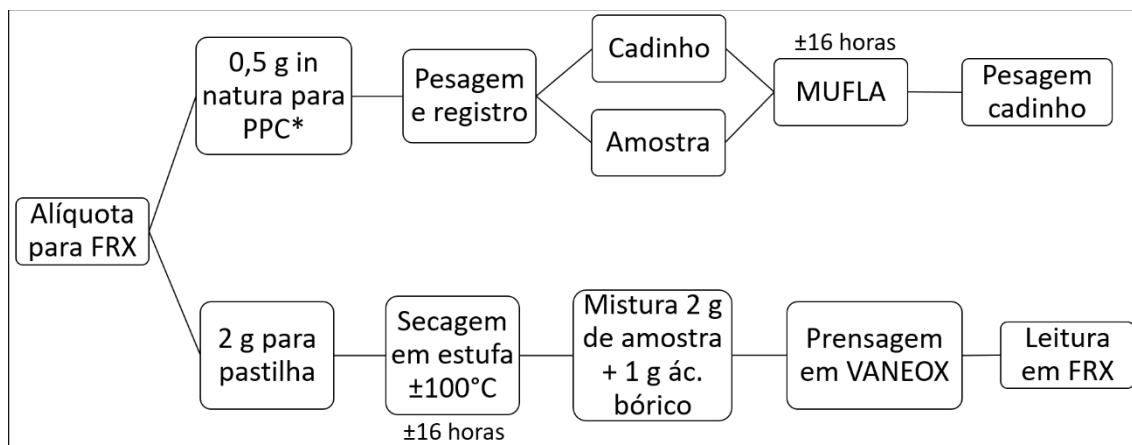 Alíquota
para FRX
0,5 g in
natura para
PPC*
Pesagem
e registro
Cadinho
Amostra
±16 horas
MUFLA
Pesagem
cadinho
2 g para
pastilha
Secagem
em estufa
±100°C
±16 horas
Mistura 2 g
de amostra
+ 1 g ác.
bórico
Prensagem
em VANEOX
Leitura
em FRX